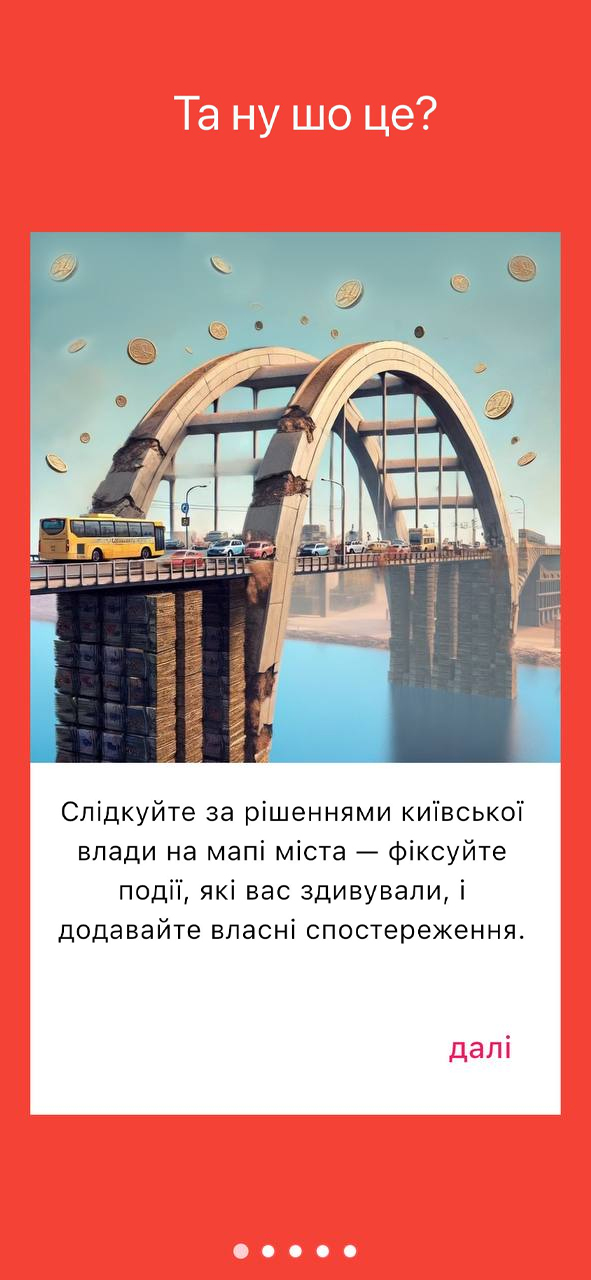 Та ну шо це?
Слідкуйте за рішеннями київської
влади на мапі міста — фіксуйте
події, які вас здивували, і
додавайте власні спостереження.
далі